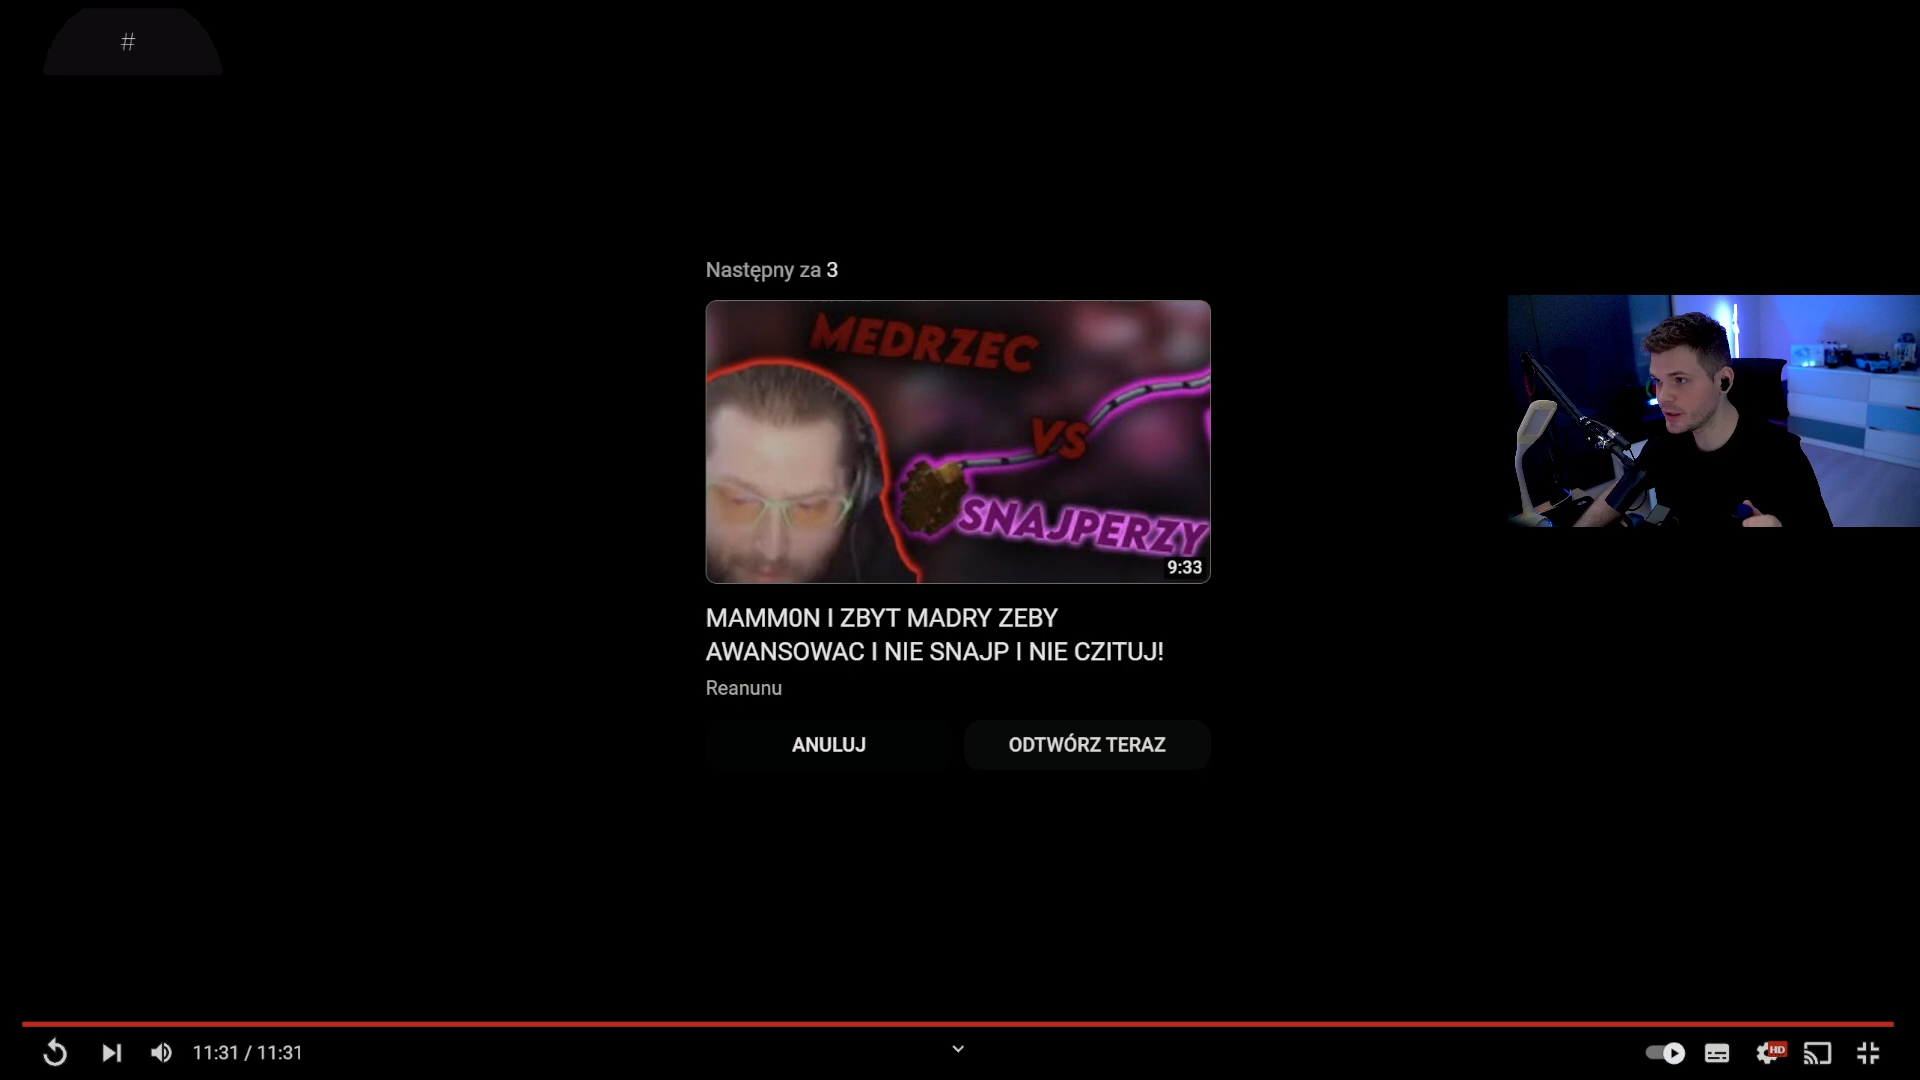 #
Następny za 3
MEDRZEC
VS
SNAJPERZY
9:33
MAMM0N I ZBYT MADRY ZEBY
AWANSOWAC I NIE SNAJP I NIE CZITUJ!
Reanunu
ANULUJ
ODTWÓRZ TERAZ
11:31 / 11:31
HD